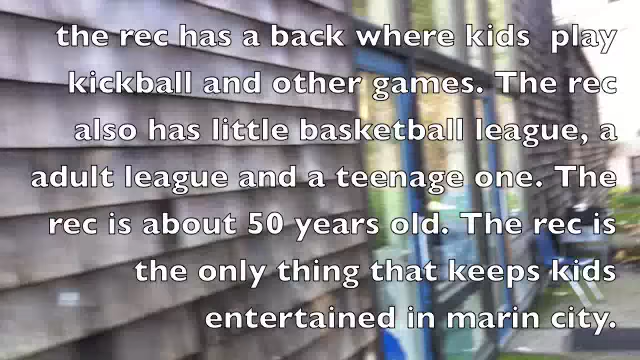 the rec has a back where kids  play
kickball and other games. The rec
also has little basketball league, a
adult league and a teenage one. The
rec is about 50 years old. The rec is
the only thing that keeps kids
entertained in marin city.